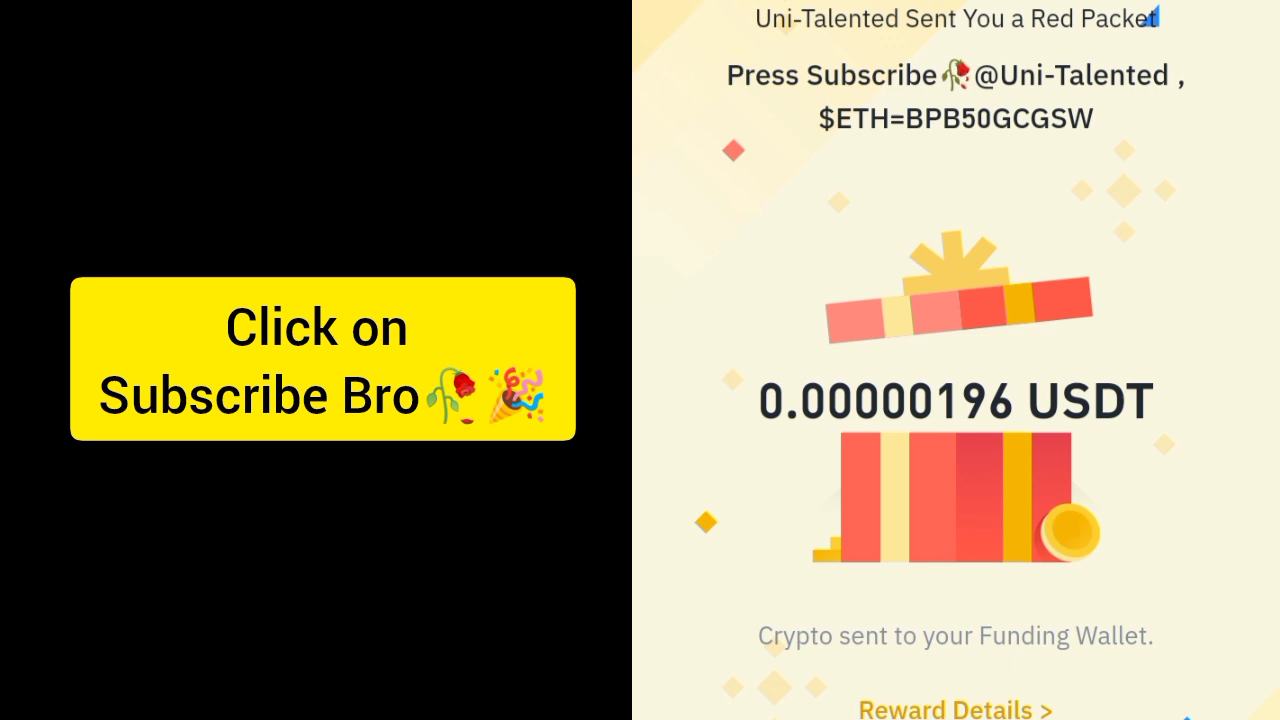 Click on
Subscribe Bro🥀🎉
Uni-Talented Sent You a Red Packet
Press Subscribe🥀@Uni-Talented ,
$ETH=BPB50GCGSW
0.00000196 USDT
Crypto sent to your Funding Wallet.
Reward Details >